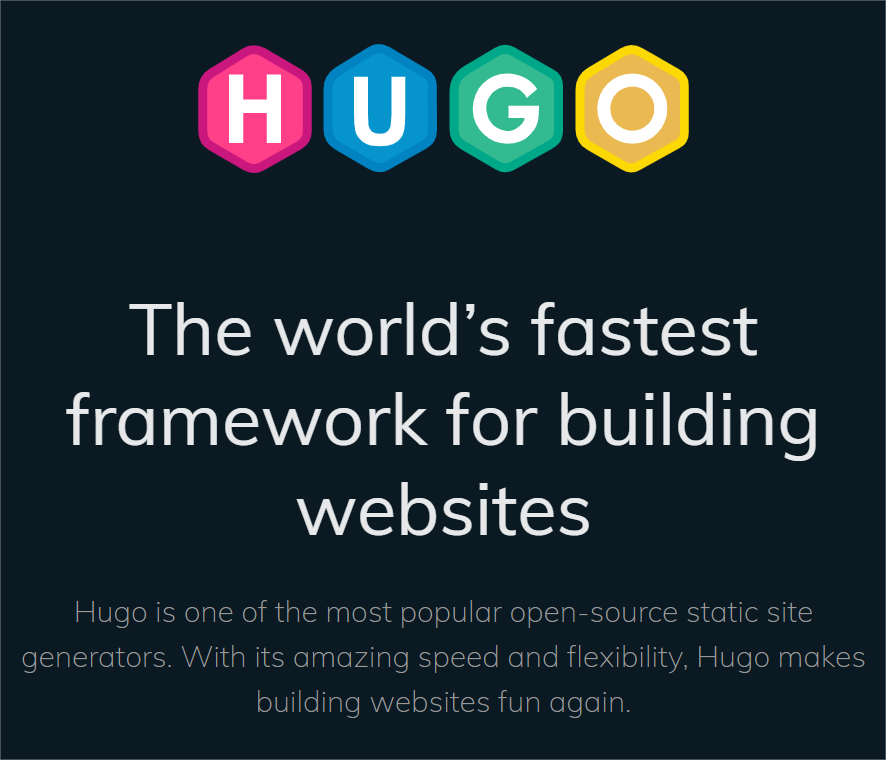 HUGO
The world’s fastest
framework for building
websites
Hugo is one of the most popular open-source static site
generators. With its amazing speed and flexibility, Hugo makes
building websites fun again.